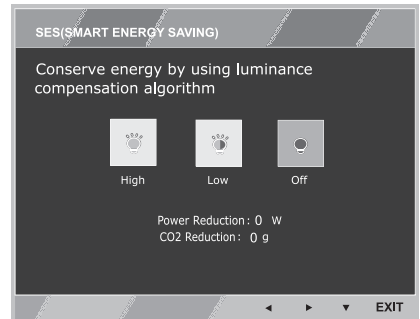 SES(SMART ENERGY SAVING)
Conserve energy by using luminance
compensation algorithm
High Low Off
Power Reduction: 0 W
CO2 Reduction: 0 g
◄ ► ▼ EXIT